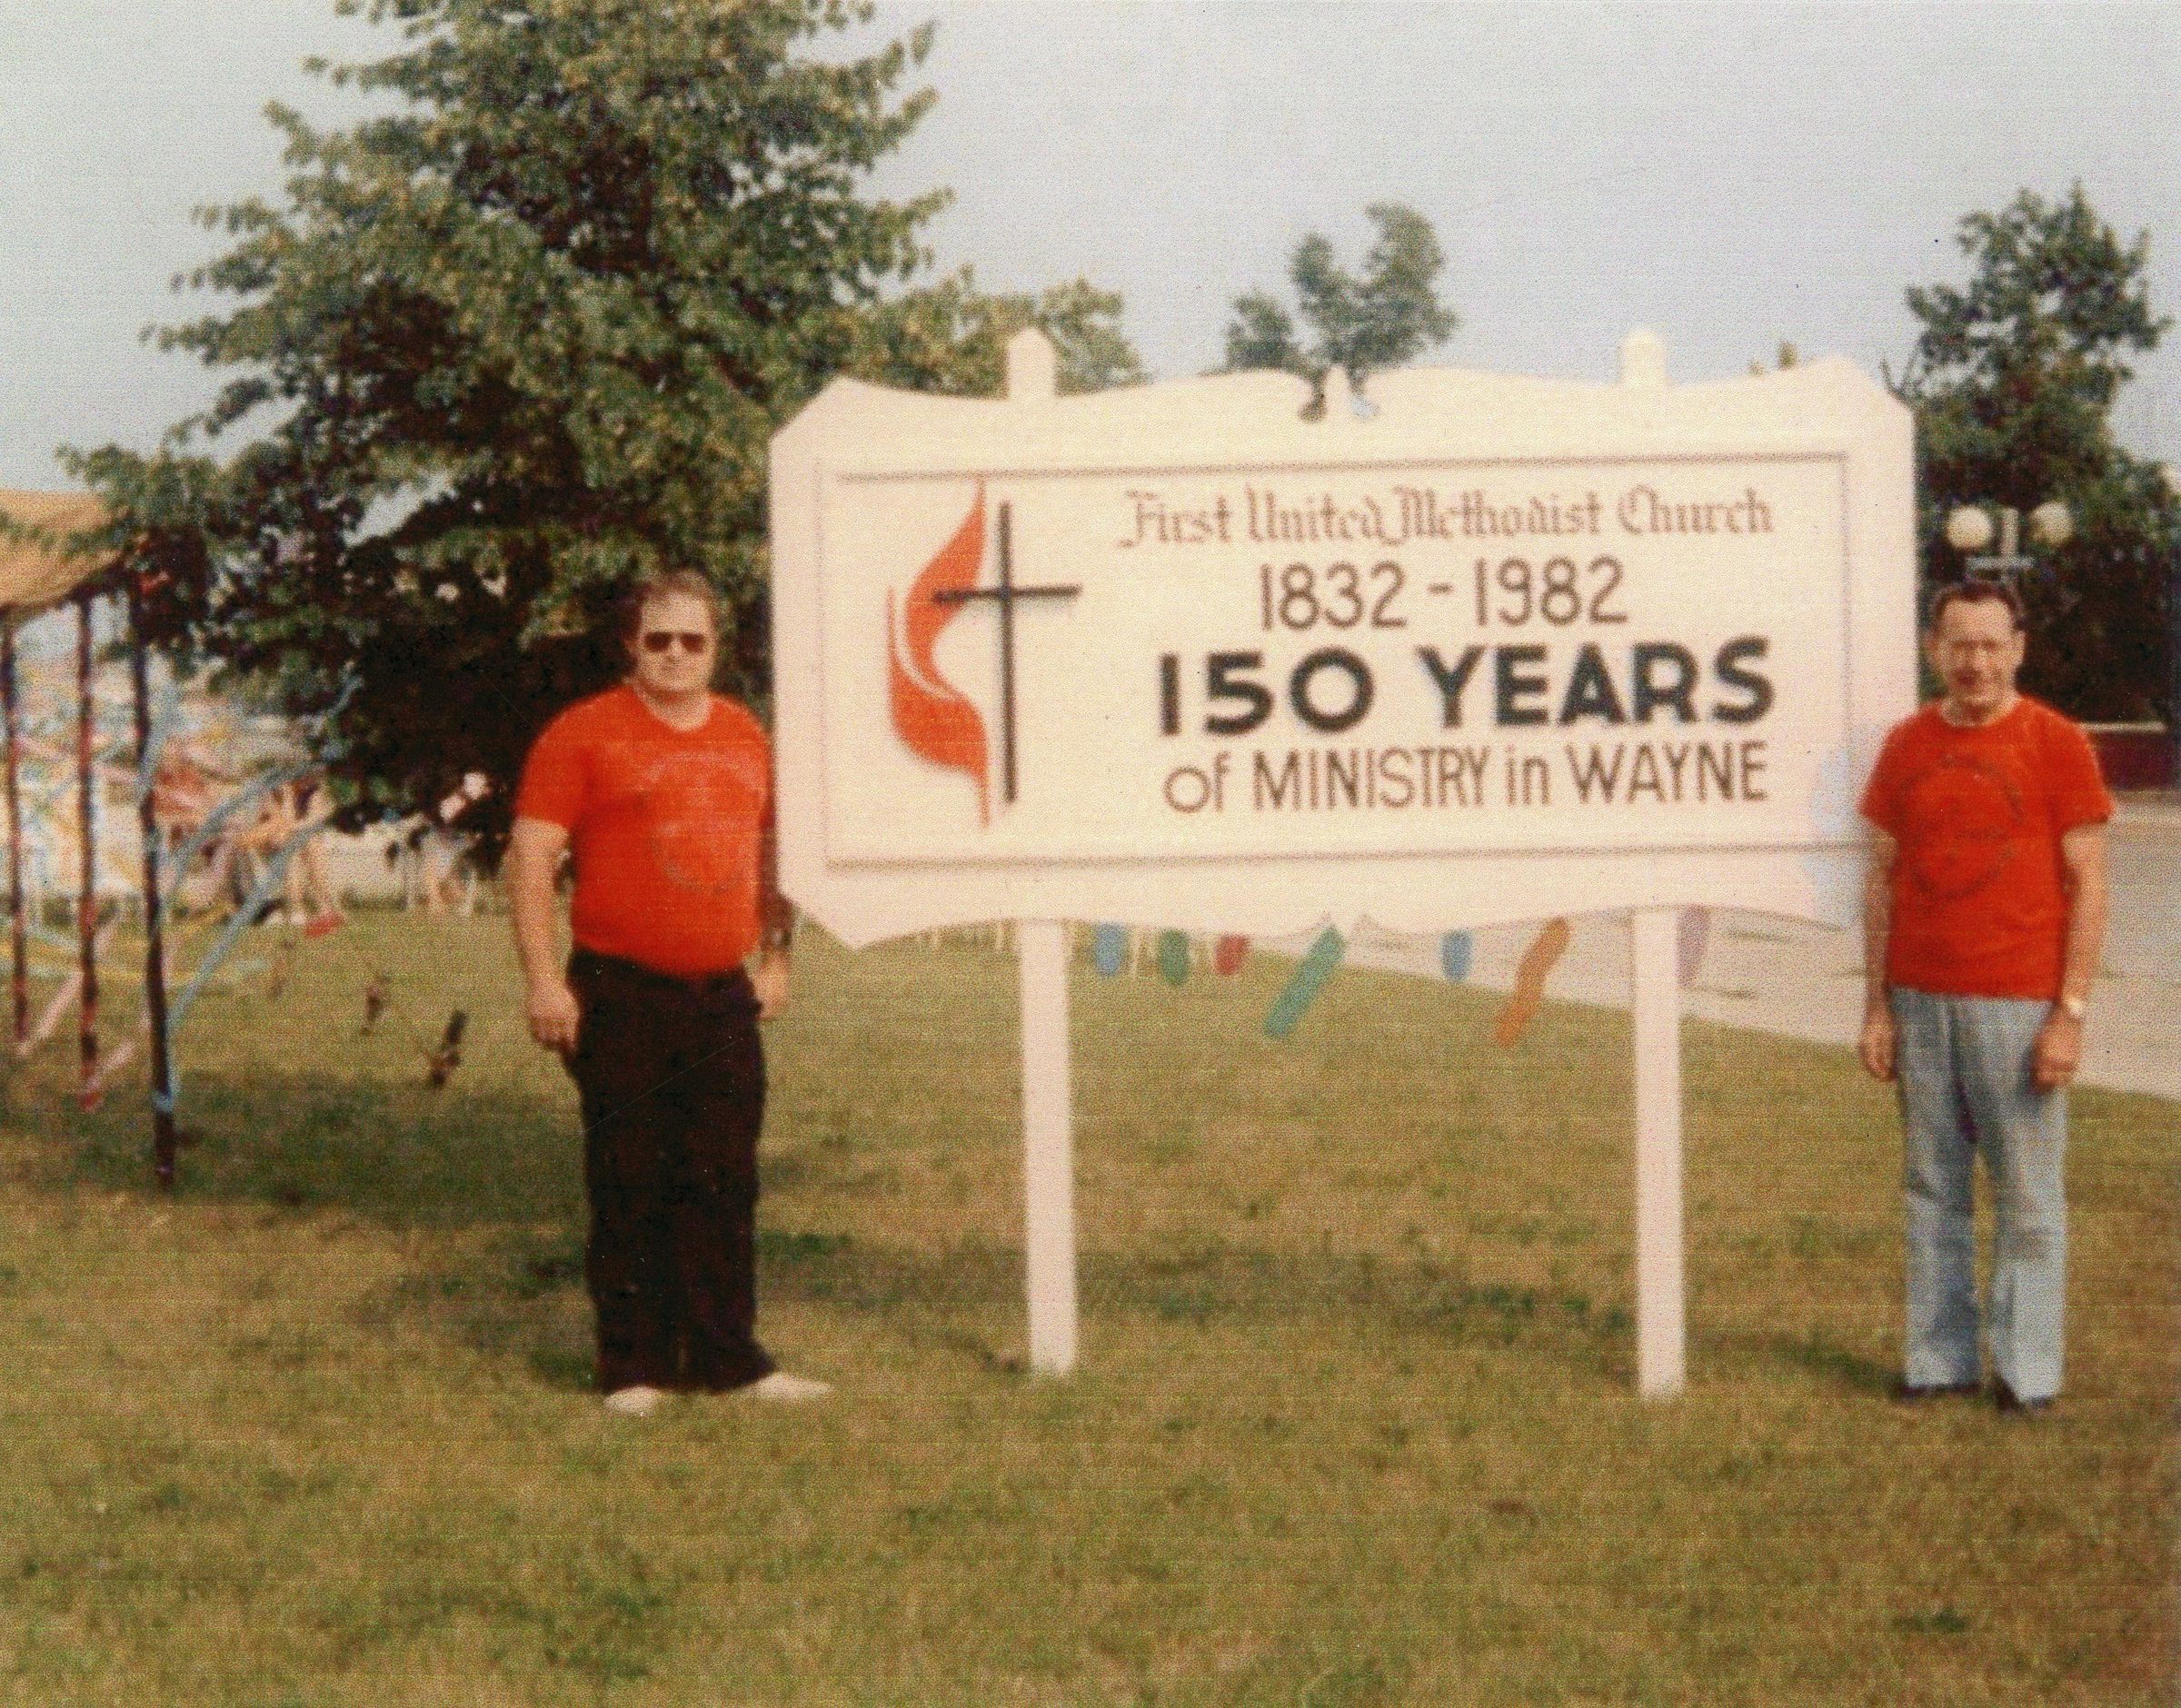 First United Methodist Church
1832-1982
150 YEARS
of MINISTRY in WAYNE